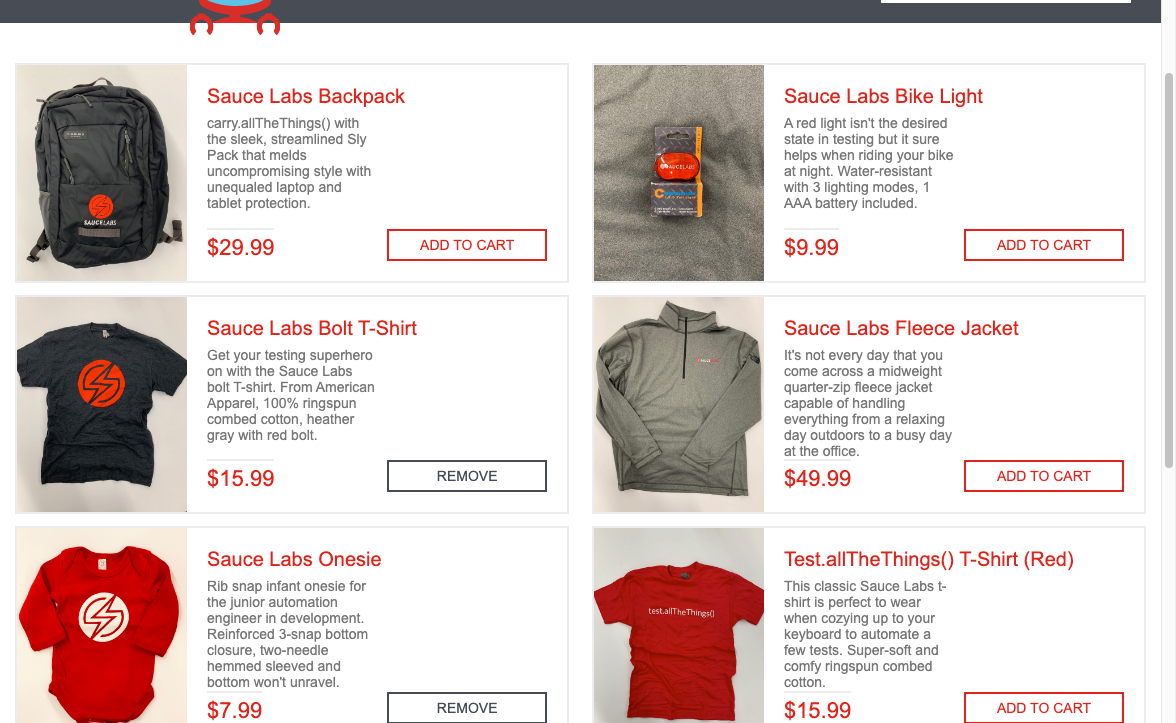 Sauce Labs Backpack
carry.allTheThings() with
the sleek, streamlined Sly
Pack that melds
uncompromising style with
unequaled laptop and
tablet protection.
$29.99
ADD TO CART
SAUCELABS
Sauce Labs Bike Light
A red light isn't the desired
state in testing but it sure
helps when riding your bike
at night. Water-resistant
with 3 lighting modes, 1
AAA battery included.
$9.99
ADD TO CART
SAUCELABS
Sauce Labs Bolt T-Shirt
Get your testing superhero
on with the Sauce Labs
bolt T-shirt. From American
Apparel, 100% ringspun
combed cotton, heather
gray with red bolt.
$15.99
REMOVE
Sauce Labs Fleece Jacket
It's not every day that you
come across a midweight
quarter-zip fleece jacket
capable of handling
everything from a relaxing
day outdoors to a busy day
at the office.
$49.99
ADD TO CART
Sauce Labs Onesie
Rib snap infant onesie for
the junior automation
engineer in development.
Reinforced 3-snap bottom
closure, two-needle
hemmed sleeved and
bottom won't unravel.
$7.99
REMOVE
Test.allTheThings() T-Shirt (Red)
This classic Sauce Labs t-
shirt is perfect to wear
when cozying up to your
keyboard to automate a
few tests. Super-soft and
comfy ringspun combed
cotton.
$15.99
ADD TO CART
test.allTheThings()